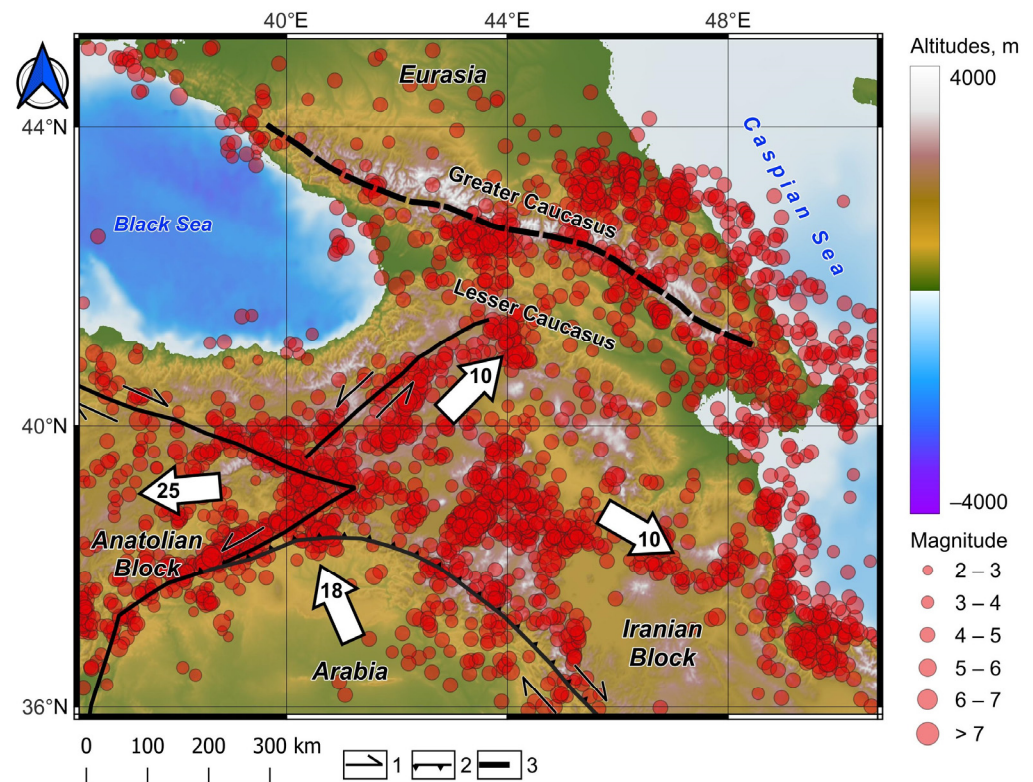 40°E 44°E 48°E
Altitudes, m
4000
Eurasia
44°N
Caspian Sea
Greater Caucasus
Black Sea
Lesser Caucasus
10
40°N
25
–4000
10
Anatolian
Block
Magnitude
2 – 3
18
3 – 4
Iranian
Block
4 – 5
Arabia
5 – 6
6 – 7
36°N
> 7
0 100 200 300 km
1 2 3